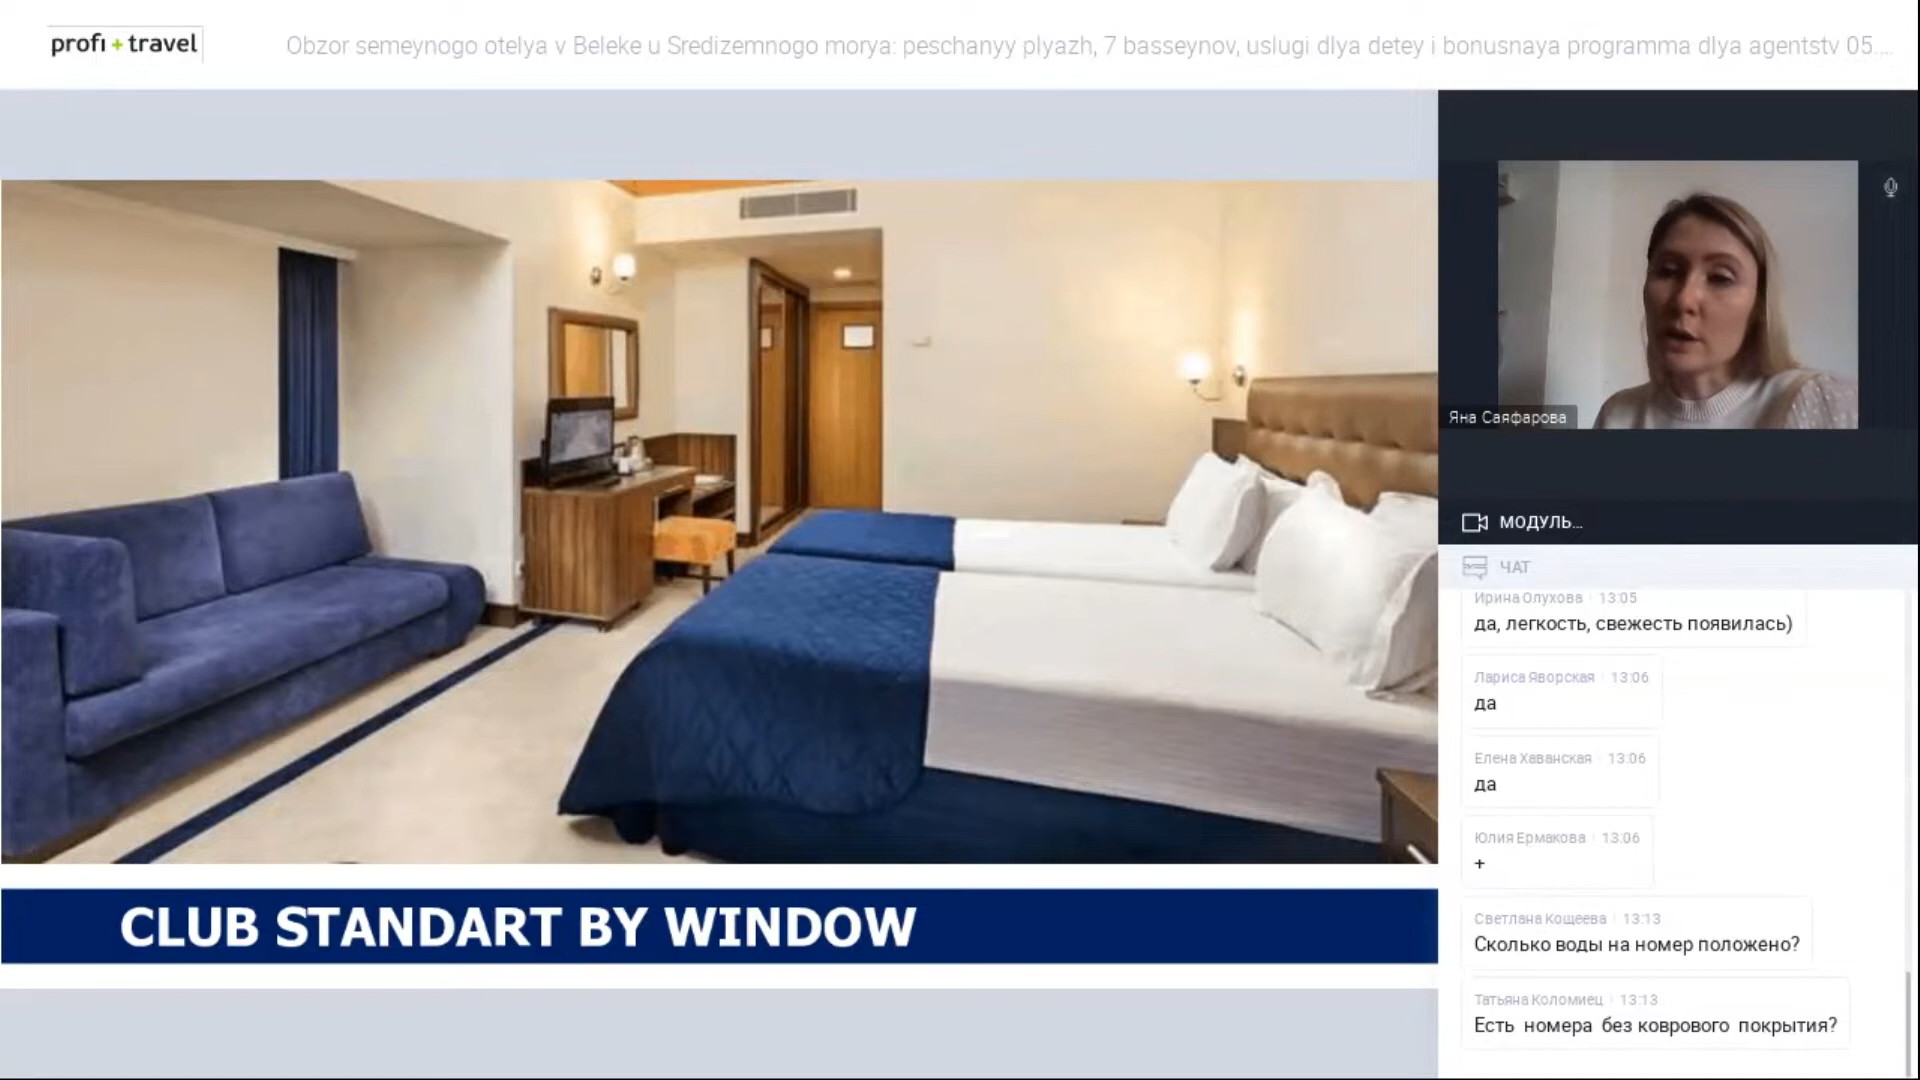 profi + travel
Obzor semeynogo otelya v Beleke u Sredizemnogo morya: peschanyy plyazh, 7 basseynov, uslugi dlya detey i bonusnaya programma dlya agentstv 05....
Яна Саяфарова
МОДУЛЬ...
ЧАТ
Ирина Олухова 13:05
да, легкость, свежесть появилась)
Лариса Яворская 13:06
да
Елена Хаванская 13:06
да
Юлия Ермакова 13:06
+
Светлана Кощеева 13:13
Сколько воды на номер положено?
Татьяна Коломиец 13:13
Есть номера без коврового покрытия?
CLUB STANDART BY WINDOW